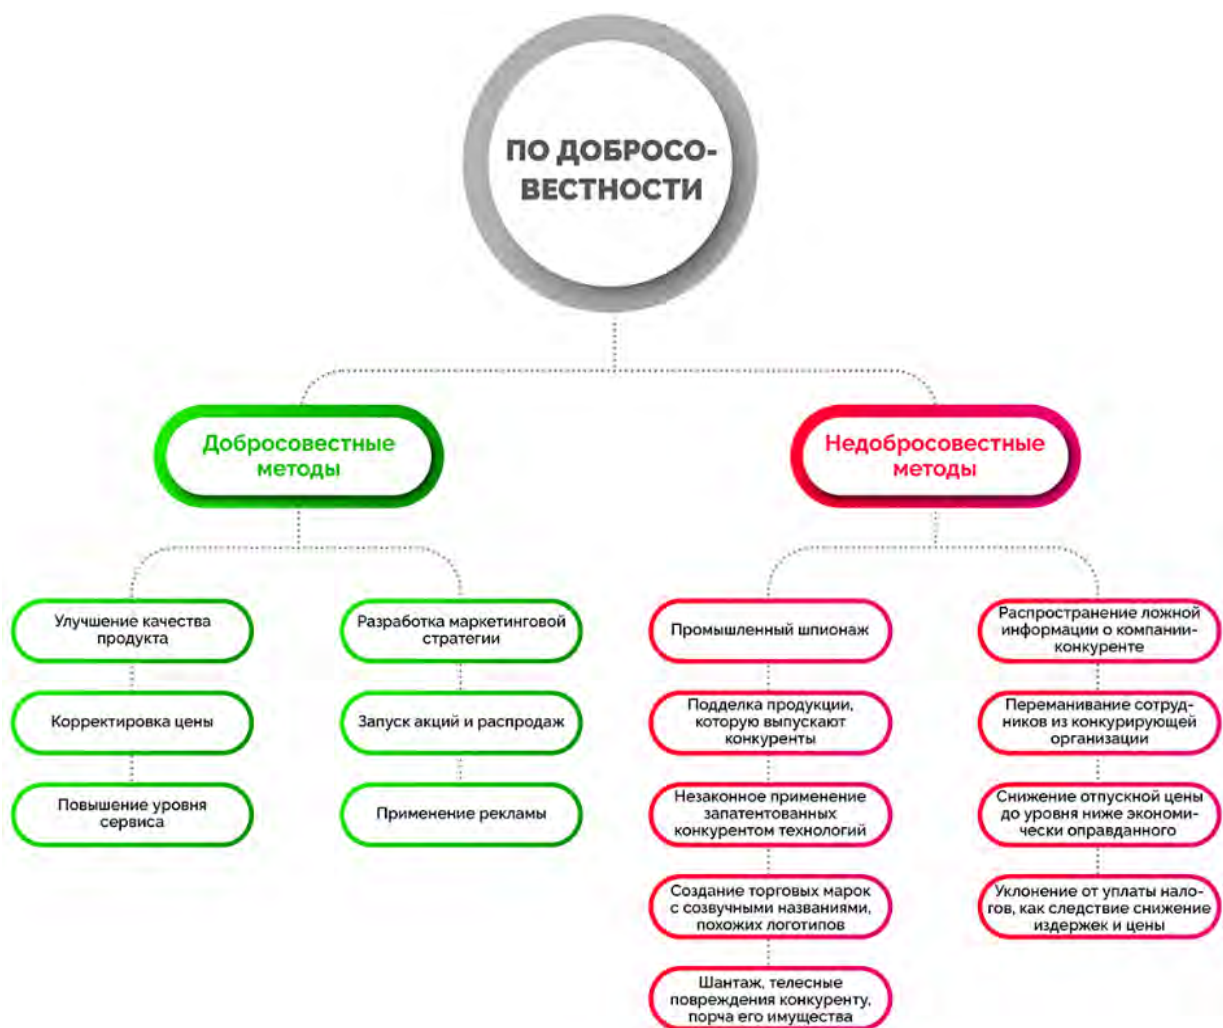 ПО ДОБРОСО-
ВЕСТНОСТИ
Добросовестные
методы
Недобросовестные
методы
Улучшение качества
продукта
Корректировка цены
Повышение уровня
сервиса
Разработка маркетинговой
стратегии
Запуск акций и распродаж
Применение рекламы
Промышленный шпионаж
Подделка продукции,
которую выпускают
конкуренты
Незаконное применение
запатентованных
конкурентом технологий
Создание торговых марок
с созвучными названиями,
похожих логотипов
Шантаж, телесные
повреждения конкуренту,
порча его имущества
Распространение ложной
информации о компании-
конкуренте
Переманивание сотруд-
ников из конкурирующей
организации
Снижение отпускной цены
до уровня ниже экономи-
чески оправданного
Уклонение от уплаты нало-
гов, как следствие снижение
издержек и цены